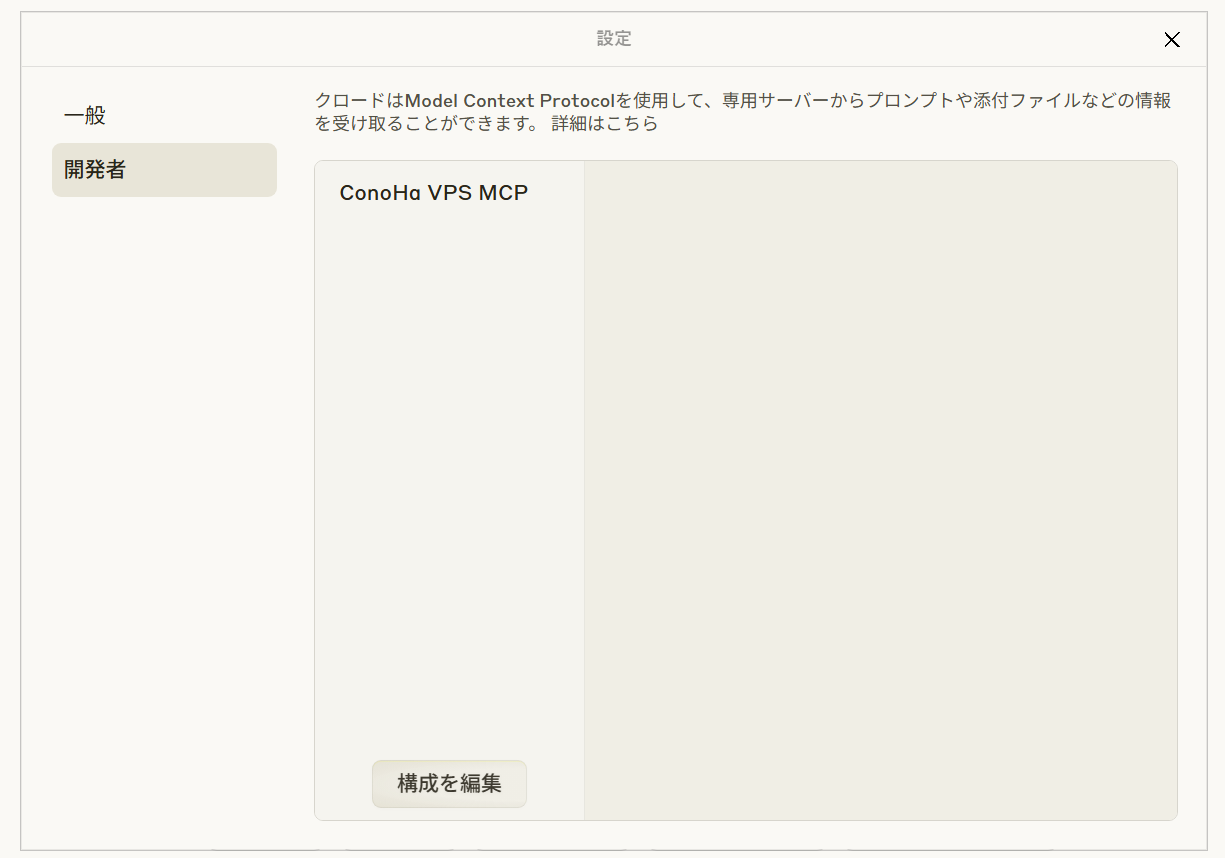 設定
一般
開発者
クロードはModel Context Protocolを使用して、専用サーバーからプロンプトや添付ファイルなどの情報
を受け取ることができます。 詳細はこちら
ConoHa VPS MCP
構成を編集